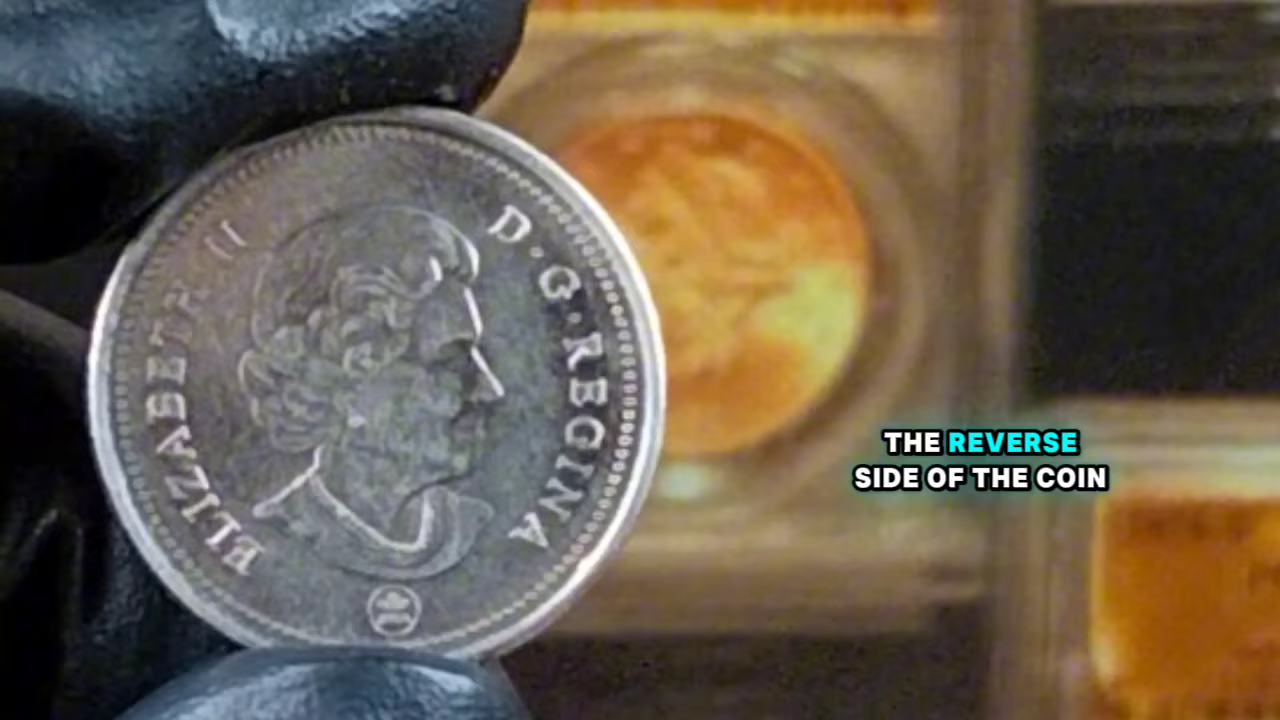 ELIZABETH II
D·G·REGINA
THE REVERSE
SIDE OF THE COIN